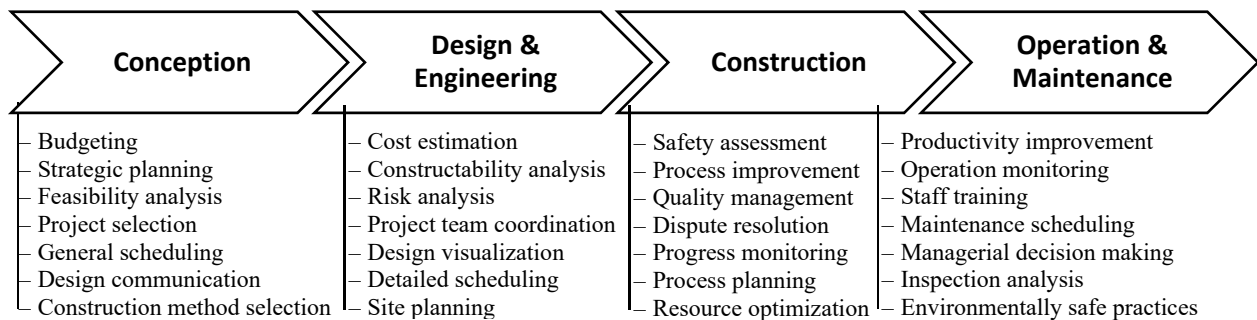 Conception
Design &
Engineering
Construction
Operation &
Maintenance
– Budgeting
– Strategic planning
– Feasibility analysis
– Project selection
– General scheduling
– Design communication
– Construction method selection
– Cost estimation
– Constructability analysis
– Risk analysis
– Project team coordination
– Design visualization
– Detailed scheduling
– Site planning
– Safety assessment
– Process improvement
– Quality management
– Dispute resolution
– Progress monitoring
– Process planning
– Resource optimization
– Productivity improvement
– Operation monitoring
– Staff training
– Maintenance scheduling
– Managerial decision making
– Inspection analysis
– Environmentally safe practices